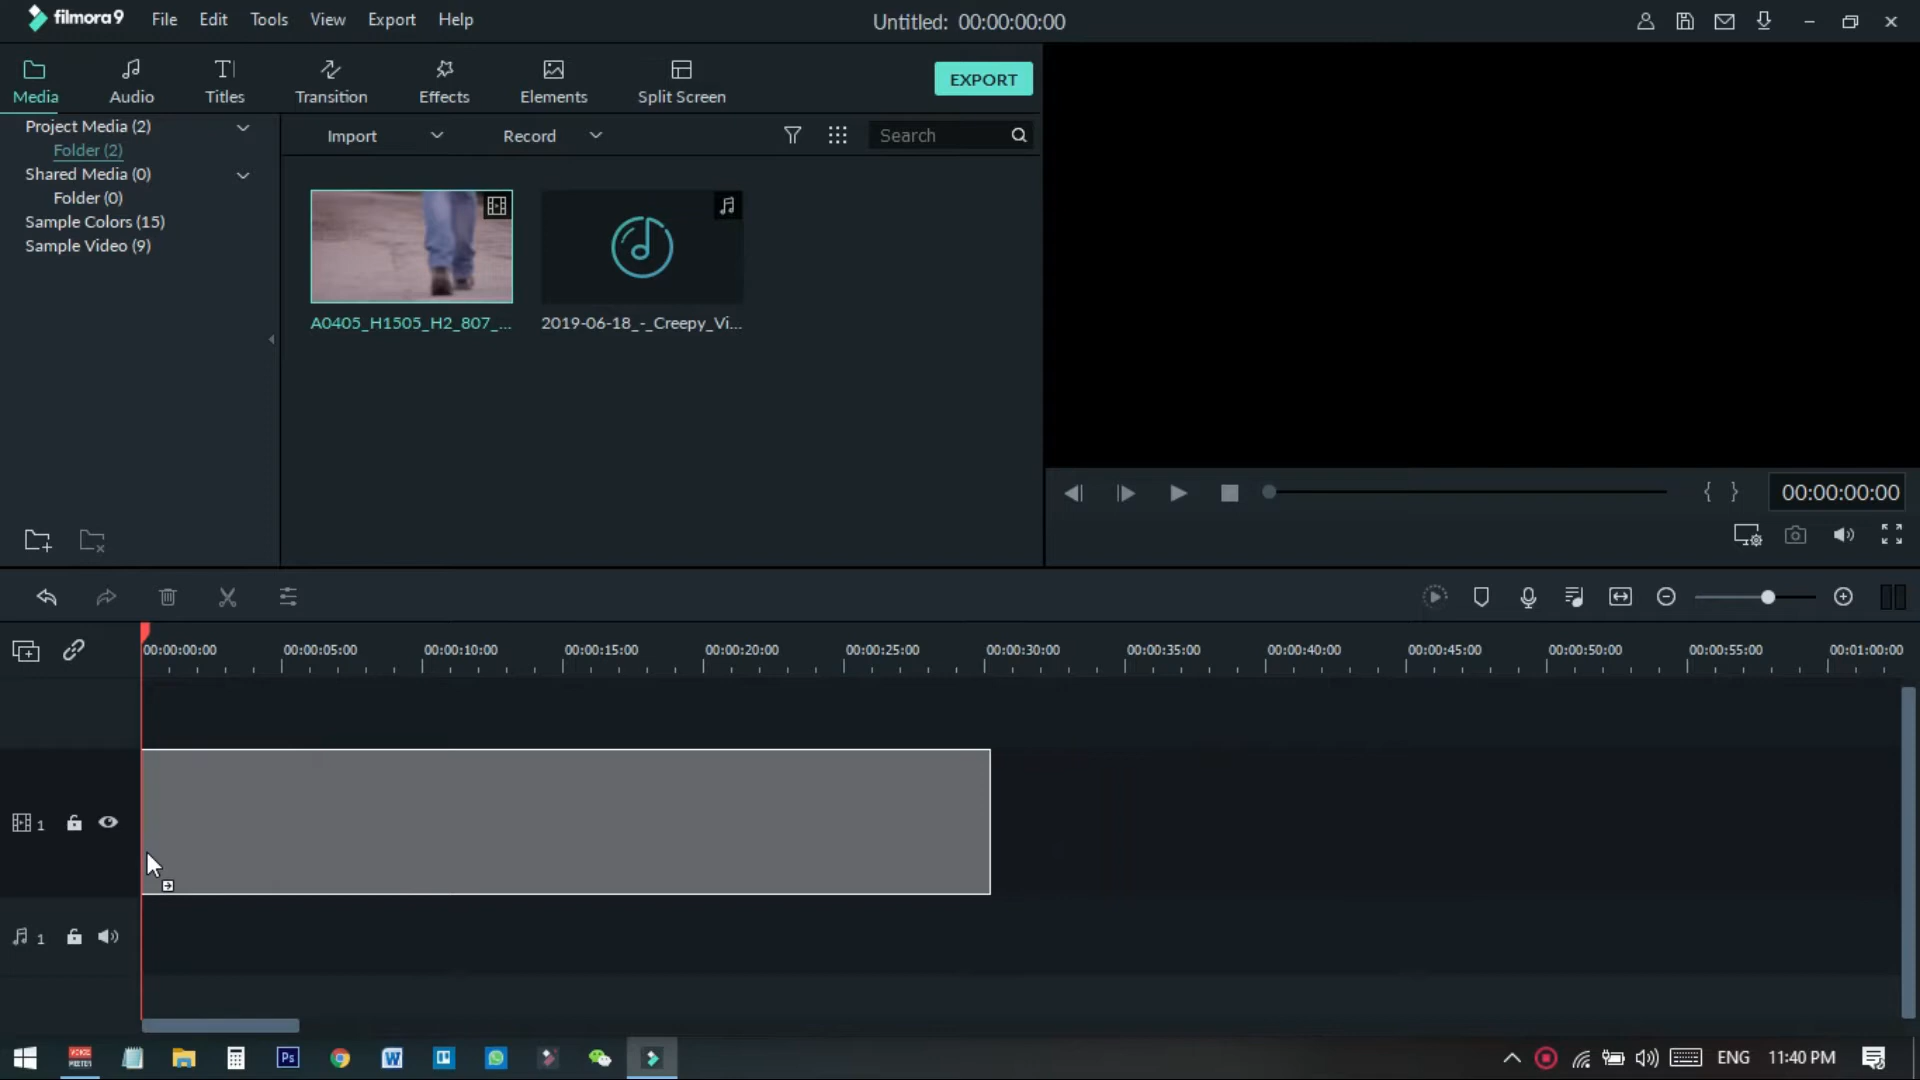 filmora9 File Edit Tools View Export Help Untitled: 00:00:00:00
Media Audio Titles Transition Effects Elements Split Screen EXPORT
Project Media (2)
Folder (2)
Shared Media (0)
Folder (0)
Sample Colors (15)
Sample Video (9)
Import Record Search
A0405_H1505_H2_807_... 2019-06-18_-_Creepy_Vi...
00:00:00:00
00:00:00:00 00:00:05:00 00:00:10:00 00:00:15:00 00:00:20:00 00:00:25:00 00:00:30:00 00:00:35:00 00:00:40:00 00:00:45:00 00:00:50:00 00:00:55:00 00:01:00:00
1
1
Ps W ENG 11:40 PM